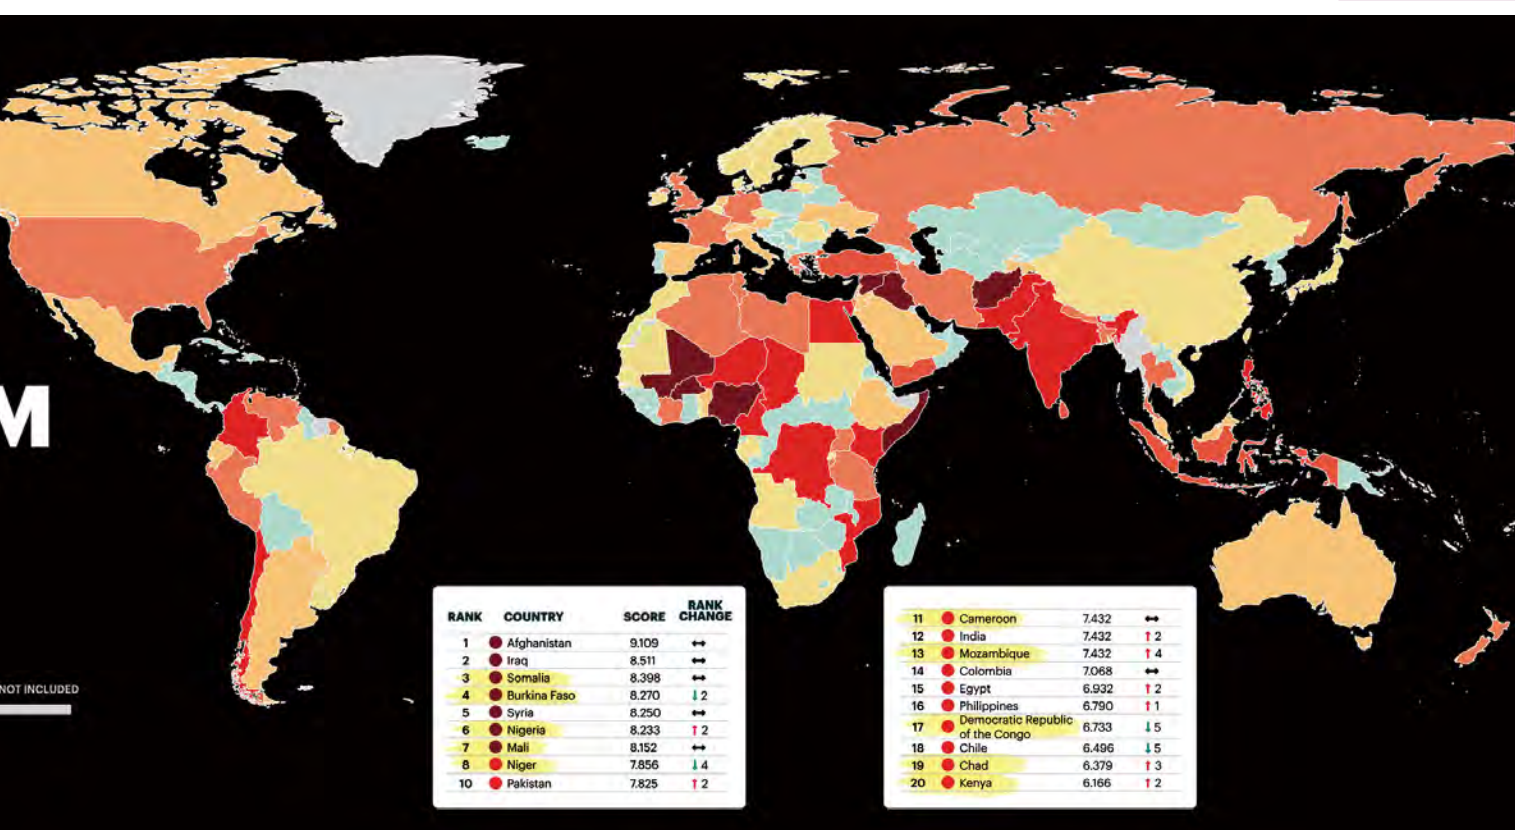 M
NOT INCLUDED
RANK COUNTRY SCORE RANK CHANGE
1 Afghanistan 9.109 ↔
2 Iraq 8.511 ↔
3 Somalia 8.398 ↔
4 Burkina Faso 8.270 ↓ 2
5 Syria 8.250 ↔
6 Nigeria 8.233 ↑ 2
7 Mali 8.152 ↔
8 Niger 7.856 ↓ 4
10 Pakistan 7.825 ↑ 2
11 Cameroon 7.432 ↔
12 India 7.432 ↑ 2
13 Mozambique 7.432 ↑ 4
14 Colombia 7.068 ↔
15 Egypt 6.932 ↑ 2
16 Philippines 6.790 ↑ 1
17 Democratic Republic of the Congo 6.733 ↓ 5
18 Chile 6.496 ↓ 5
19 Chad 6.379 ↑ 3
20 Kenya 6.166 ↑ 2